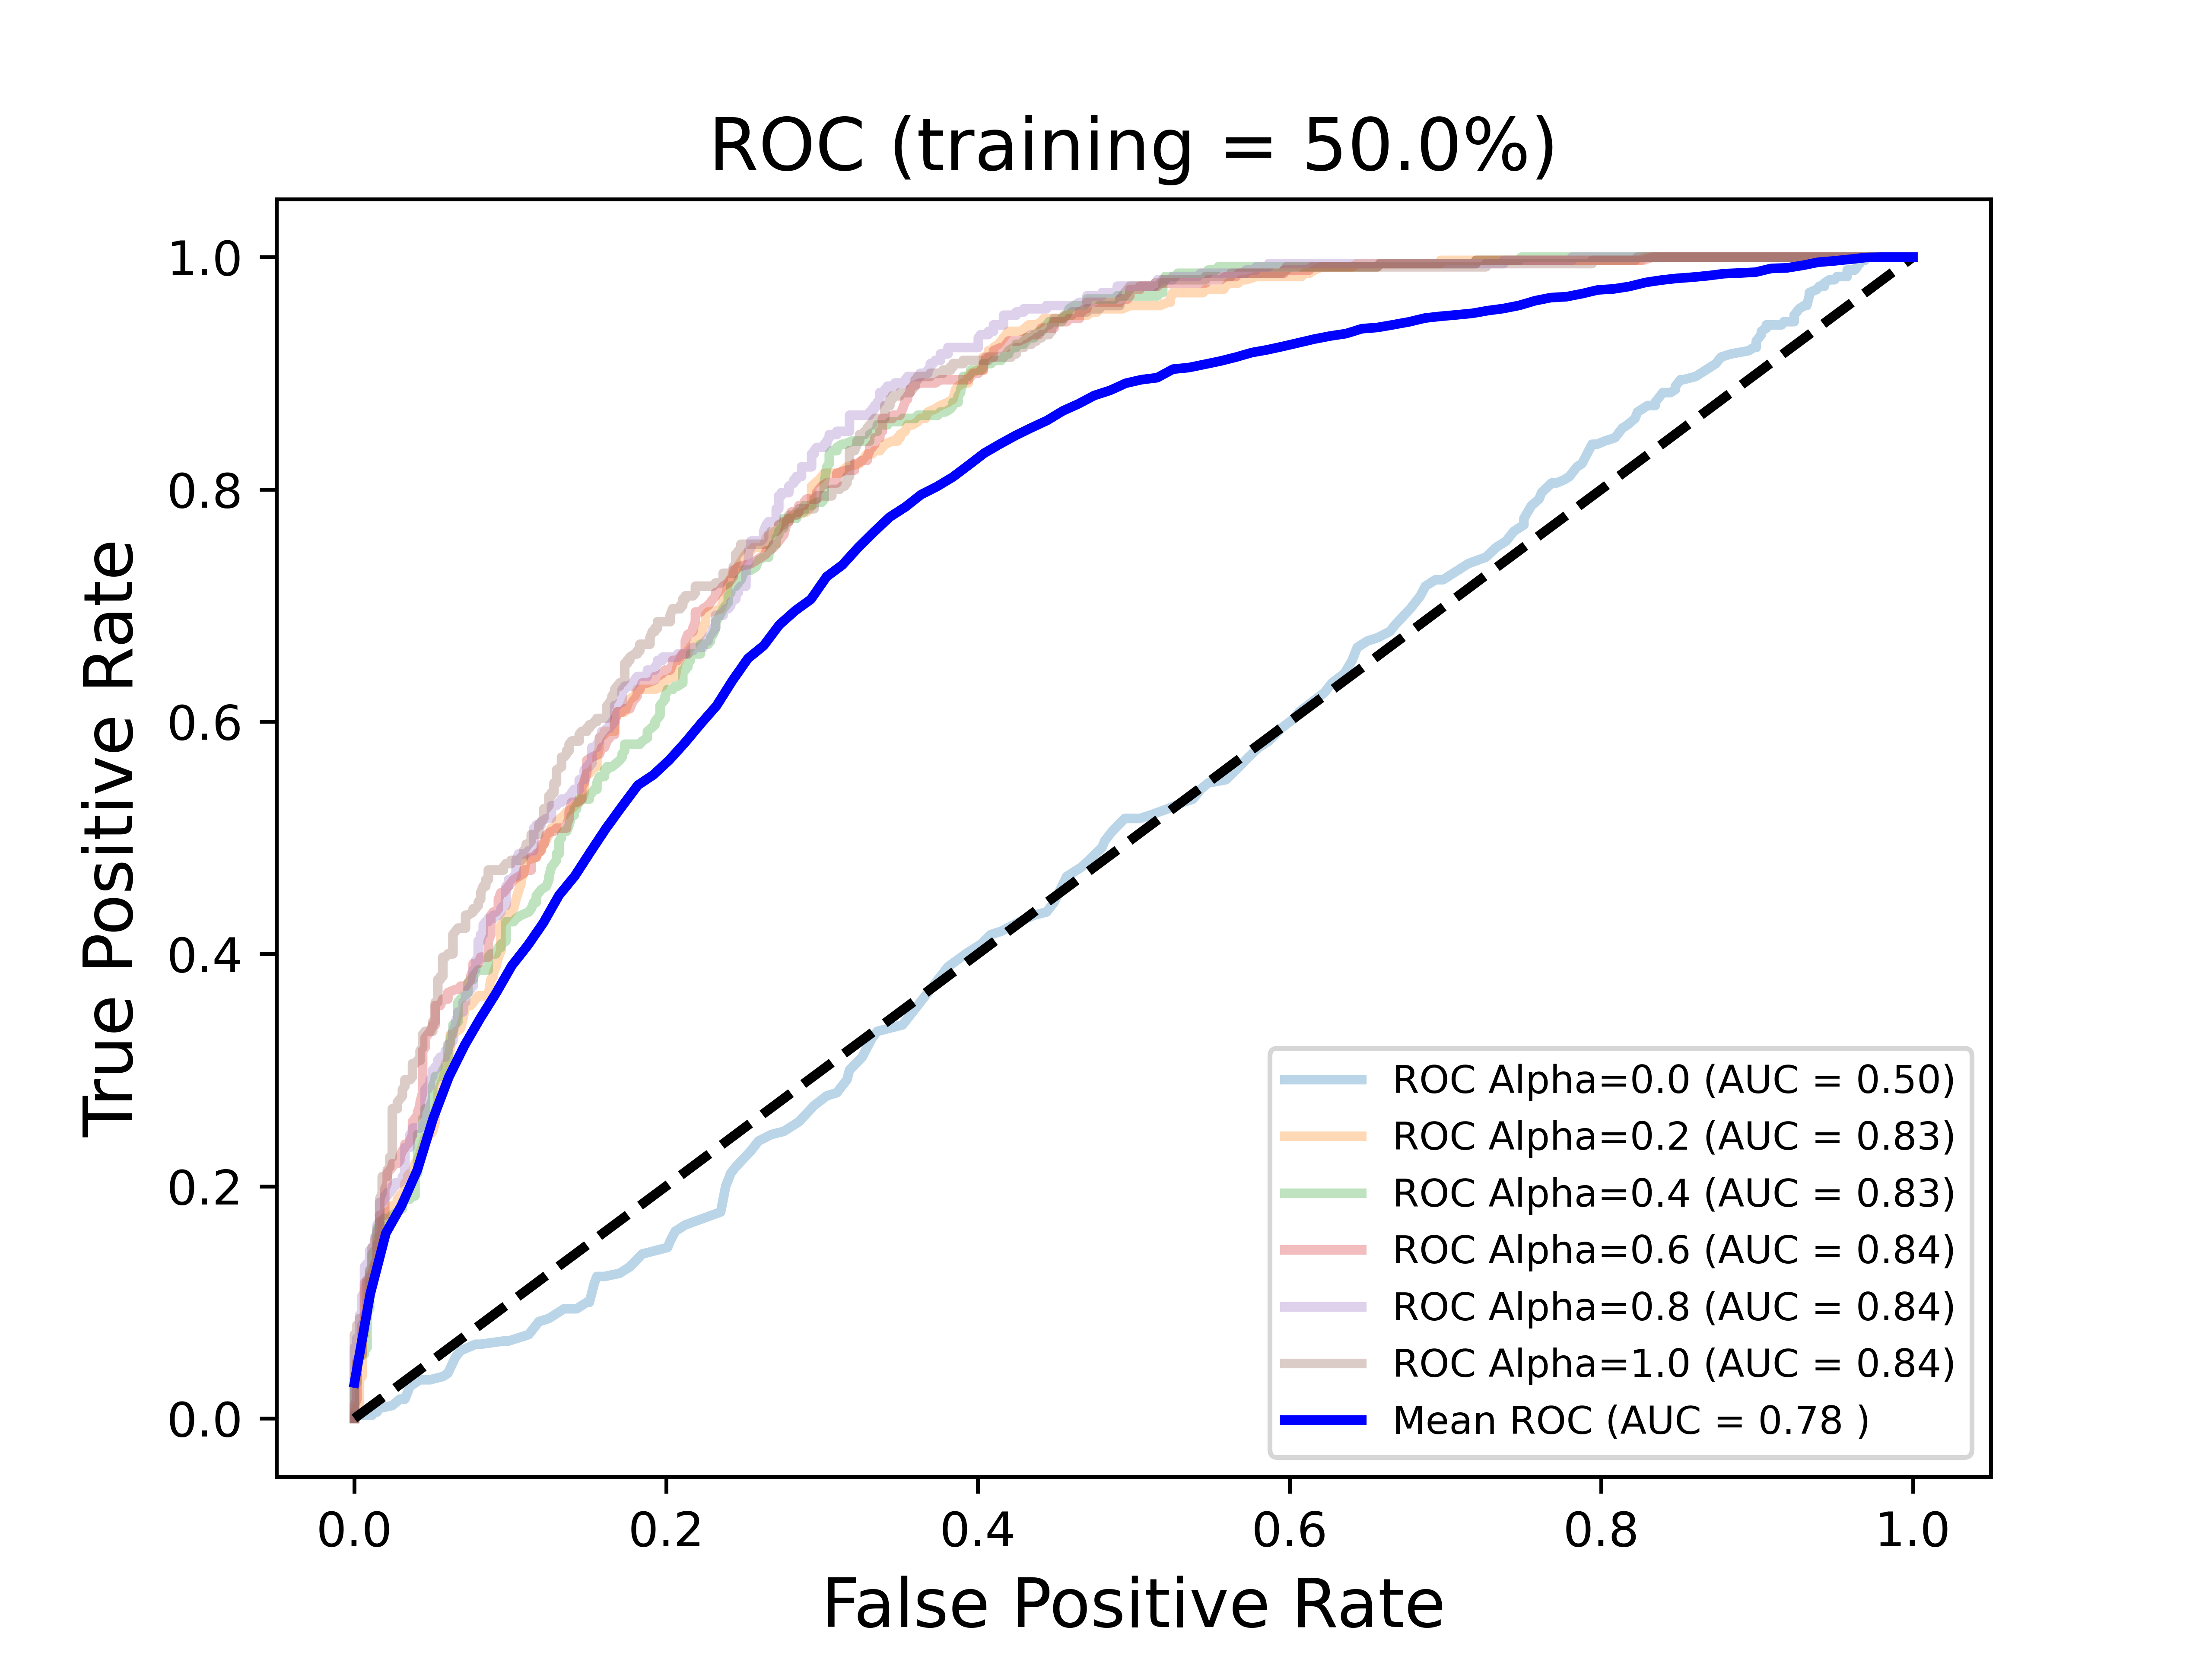 ROC (training = 50.0%)
True Positive Rate
1.0
0.8
0.6
0.4
0.2
0.0
ROC Alpha=0.0 (AUC = 0.50)
ROC Alpha=0.2 (AUC = 0.83)
ROC Alpha=0.4 (AUC = 0.83)
ROC Alpha=0.6 (AUC = 0.84)
ROC Alpha=0.8 (AUC = 0.84)
ROC Alpha=1.0 (AUC = 0.84)
Mean ROC (AUC = 0.78 )
0.0 0.2 0.4 0.6 0.8 1.0
False Positive Rate